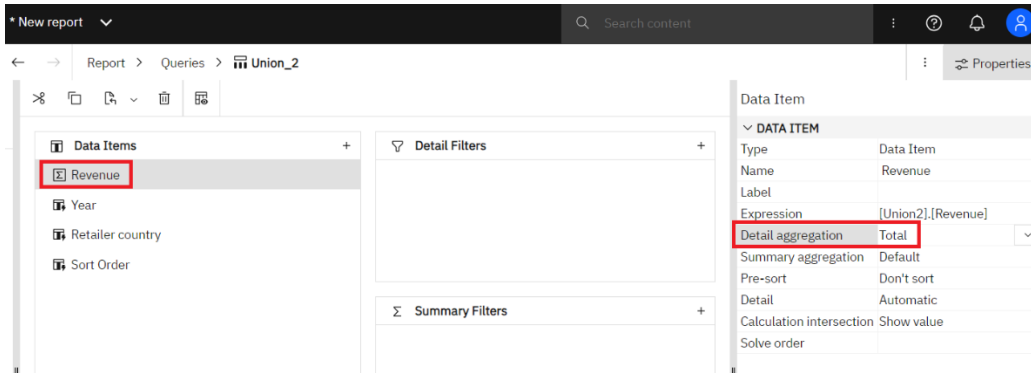 * New report
Search content
Report > Queries > Union_2
Properties
Data Items
+
Revenue
Year
Retailer country
Sort Order
Detail Filters
+
Summary Filters
+
Data Item
DATA ITEM
Type Data Item
Name Revenue
Label
Expression [Union2].[Revenue]
Detail aggregation Total
Summary aggregation Default
Pre-sort Don't sort
Detail Automatic
Calculation intersection Show value
Solve order